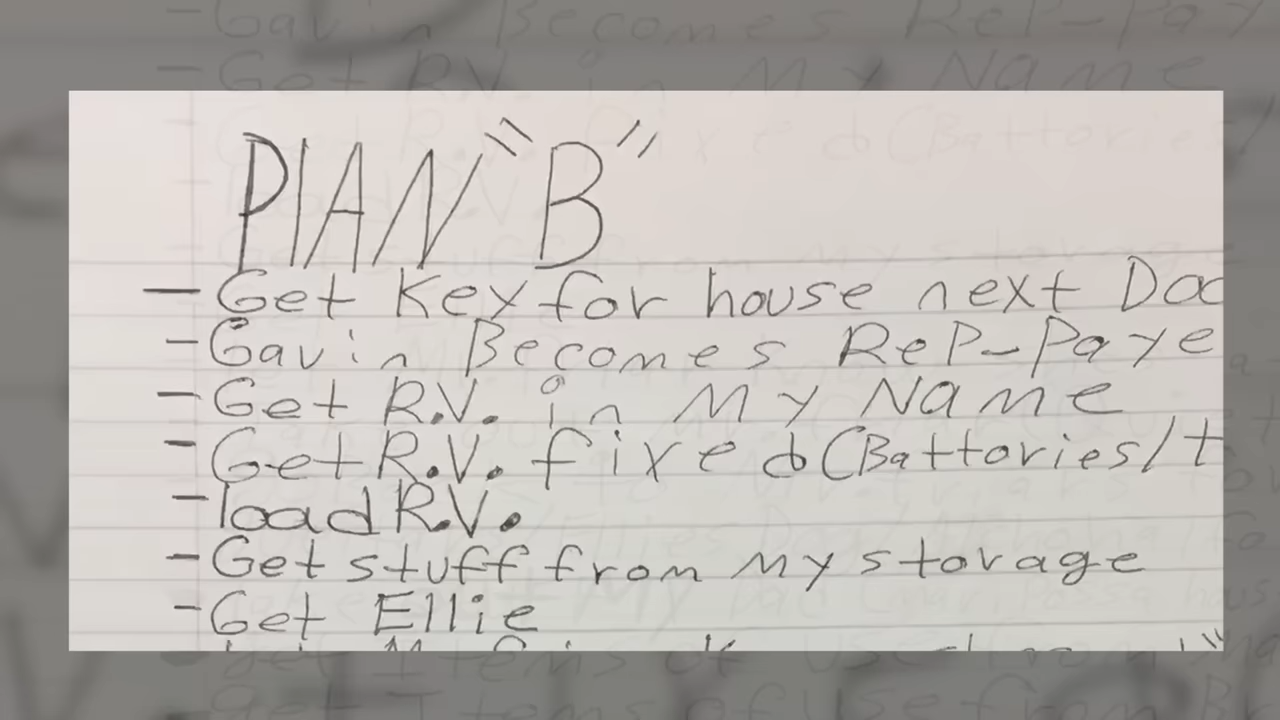 PlAN "B"
- Get Key for house next Doo
- Gavin Becomes ReP-Paye
- Get R.V. in My Name
- Get R.V. fixed (Battories/t
- load R.V.
- Get stuff from my storage
- Get Ellie